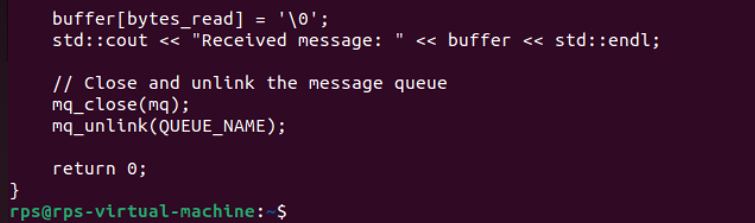 buffer[bytes_read] = '\0';
std::cout << "Received message: " << buffer << std::endl;
// Close and unlink the message queue
mq_close(mq);
mq_unlink(QUEUE_NAME);
return 0;
}
rps@rps-virtual-machine:~$